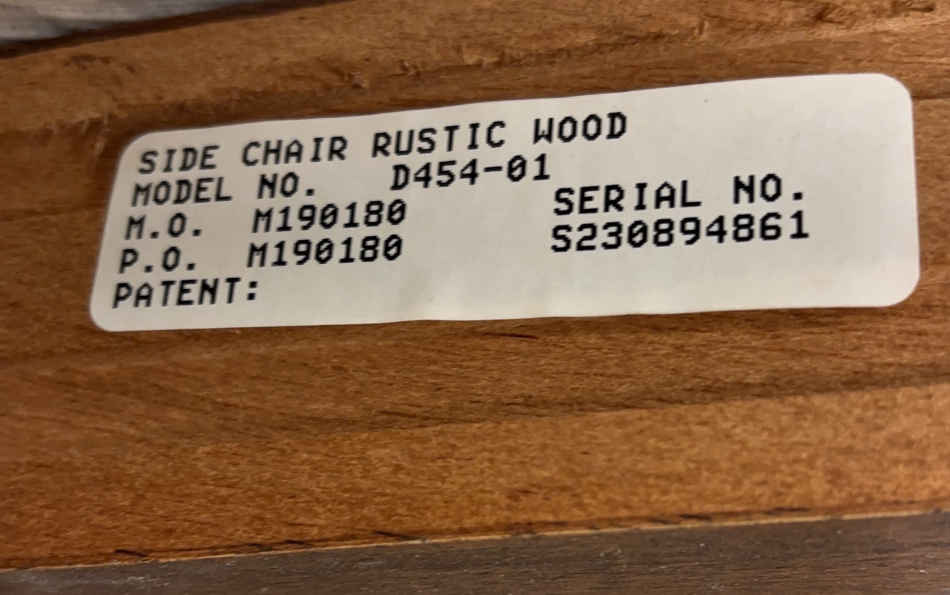 SIDE CHAIR RUSTIC WOOD
MODEL NO. D454-01
M.O. M190180 SERIAL NO.
P.O. M190180 S230894861
PATENT: